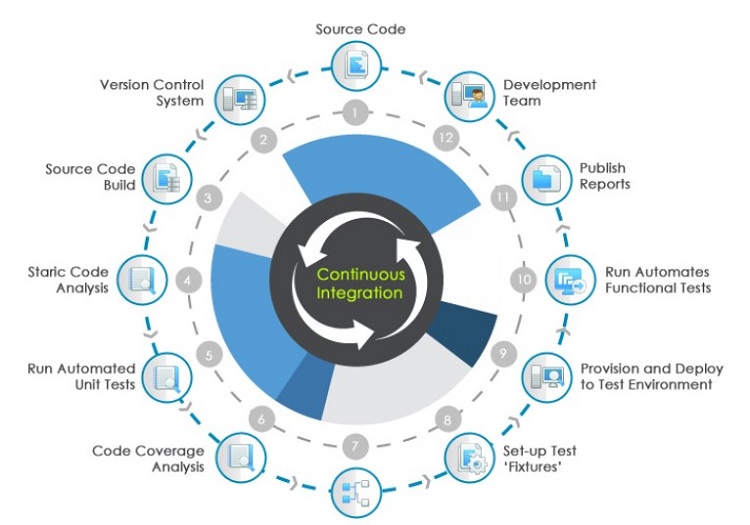 Source Code
Version Control
System
Development
Team
Source Code
Build
Publish
Reports
Staric Code
Analysis
Run Automates
Functional Tests
Run Automated
Unit Tests
Provision and Deploy
to Test Environment
Code Coverage
Analysis
Set-up Test
'Fixtures'
1
2
3
4
5
6
7
8
9
10
11
12
Continuous
Integration